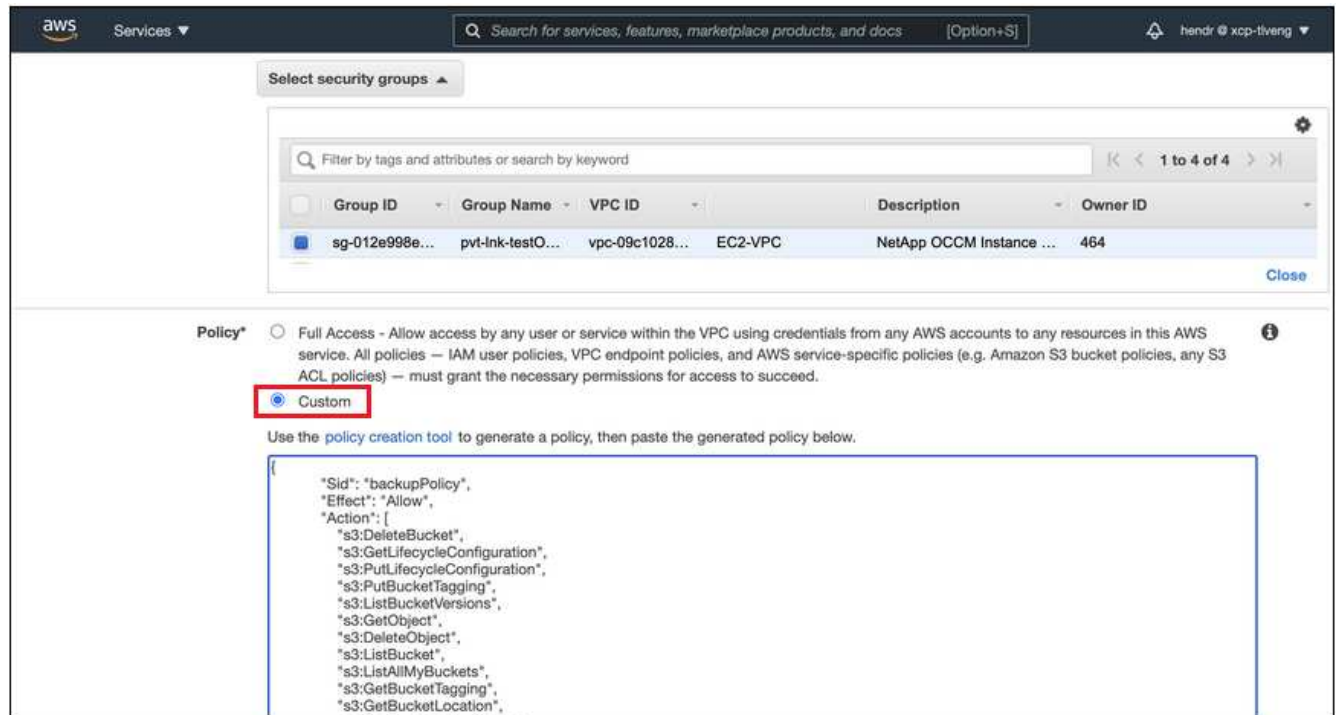 aws
Services ▼
Search for services, features, marketplace products, and docs [Option+S]
hendr @ xcp-tlveng ▼
Select security groups ▲
Filter by tags and attributes or search by keyword
1 to 4 of 4
Group ID Group Name VPC ID Description Owner ID
sg-012e998e... pvt-lnk-testO... vpc-09c1028... EC2-VPC NetApp OCCM Instance ... 464
Close
Policy*
Full Access - Allow access by any user or service within the VPC using credentials from any AWS accounts to any resources in this AWS
service. All policies — IAM user policies, VPC endpoint policies, and AWS service-specific policies (e.g. Amazon S3 bucket policies, any S3
ACL policies) — must grant the necessary permissions for access to succeed.
Custom
Use the policy creation tool to generate a policy, then paste the generated policy below.
{
"Sid": "backupPolicy",
"Effect": "Allow",
"Action": [
"s3:DeleteBucket",
"s3:GetLifecycleConfiguration",
"s3:PutLifecycleConfiguration",
"s3:PutBucketTagging",
"s3:ListBucketVersions",
"s3:GetObject",
"s3:DeleteObject",
"s3:ListBucket",
"s3:ListAllMyBuckets",
"s3:GetBucketTagging",
"s3:GetBucketLocation",